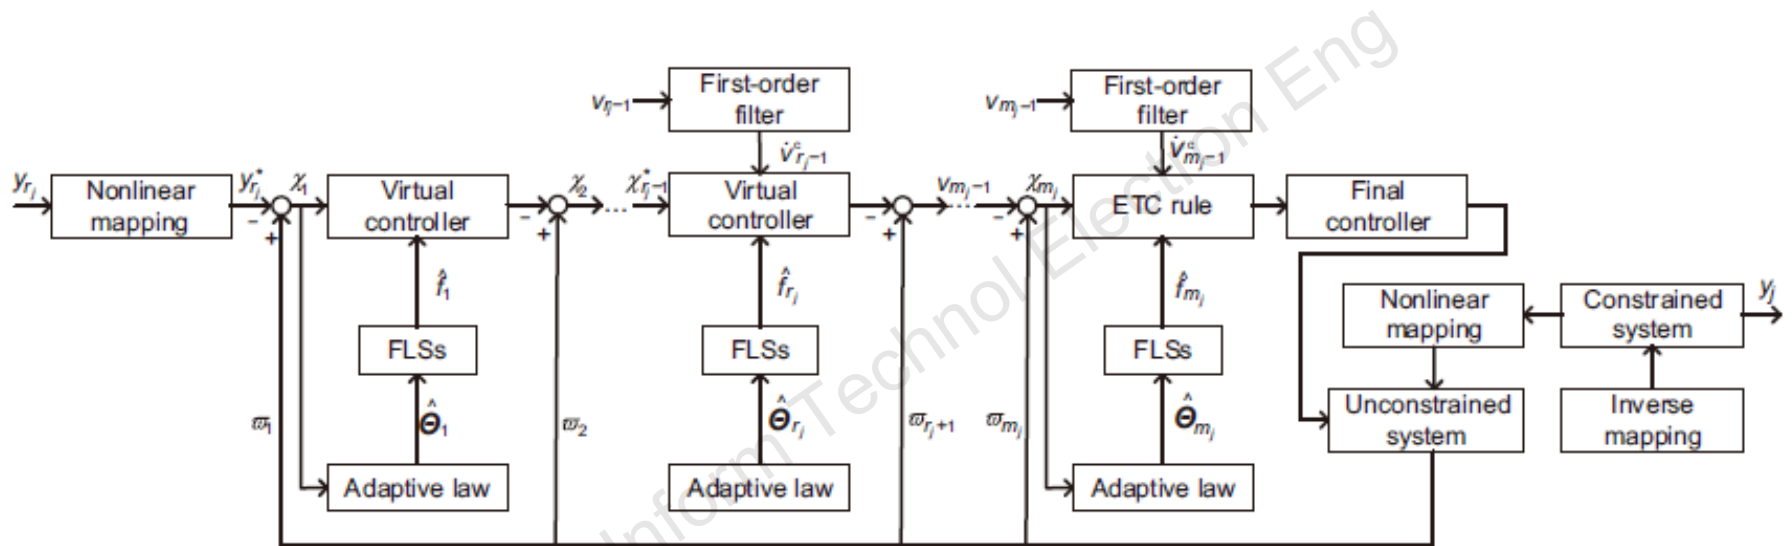 Inform Technol Electron Eng
First-order
filter
First-order
filter
v_{r_j−1}
v_{m_j−1}
v̇^c_{r_j−1}
v̇^c_{m_j−1}
y_{r_j}
Nonlinear
mapping
y^*_{r_j}
χ_1
Virtual
controller
χ_2
...
χ^*_{r_j−1}
Virtual
controller
v_{m_j−1}
...
χ_{m_j}
ETC rule
Final
controller
− + − + − + − +
f̂_1
f̂_{r_j}
f̂_{m_j}
FLSs
FLSs
FLSs
Nonlinear
mapping
Constrained
system
y_j
ϖ_1
Θ̂_1
ϖ_2
Θ̂_{r_j}
ϖ_{r_j+1}
ϖ_{m_j}
Θ̂_{m_j}
Unconstrained
system
Inverse
mapping
Adaptive law
Adaptive law
Adaptive law